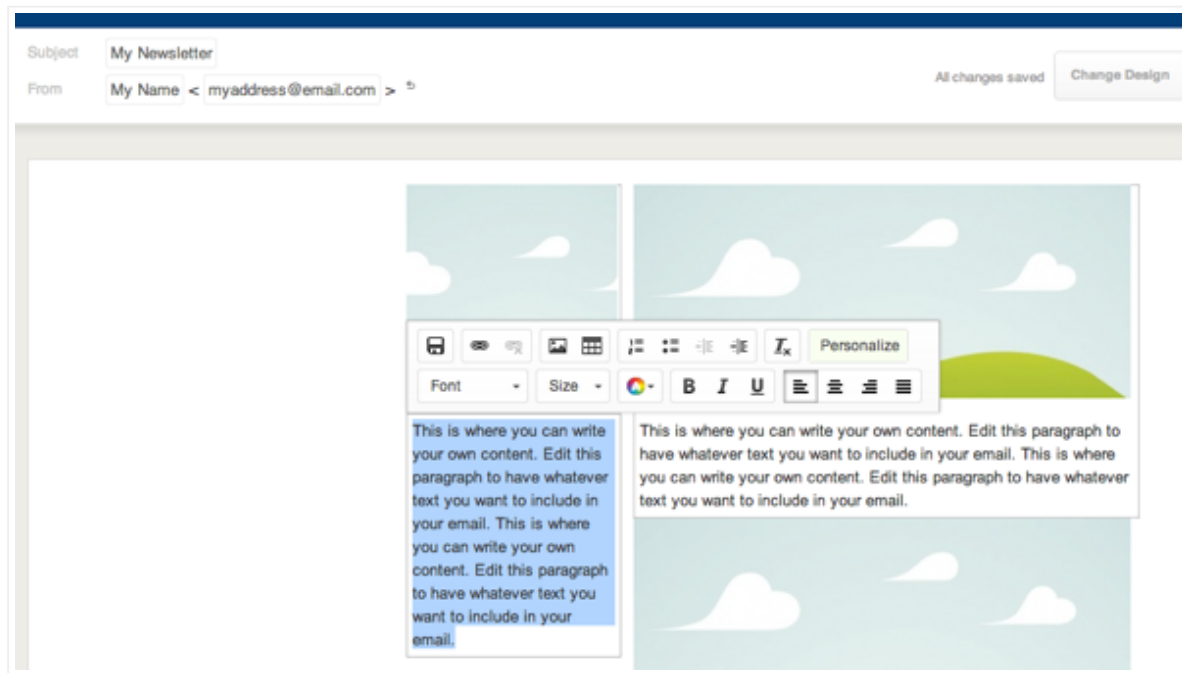 Subject My Newsletter
From My Name < myaddress@email.com >
All changes saved Change Design
Personalize
Font Size B I U
This is where you can write
your own content. Edit this
paragraph to have whatever
text you want to include in
your email. This is where
you can write your own
content. Edit this paragraph
to have whatever text you
want to include in your
email.
This is where you can write your own content. Edit this paragraph to
have whatever text you want to include in your email. This is where
you can write your own content. Edit this paragraph to have whatever
text you want to include in your email.